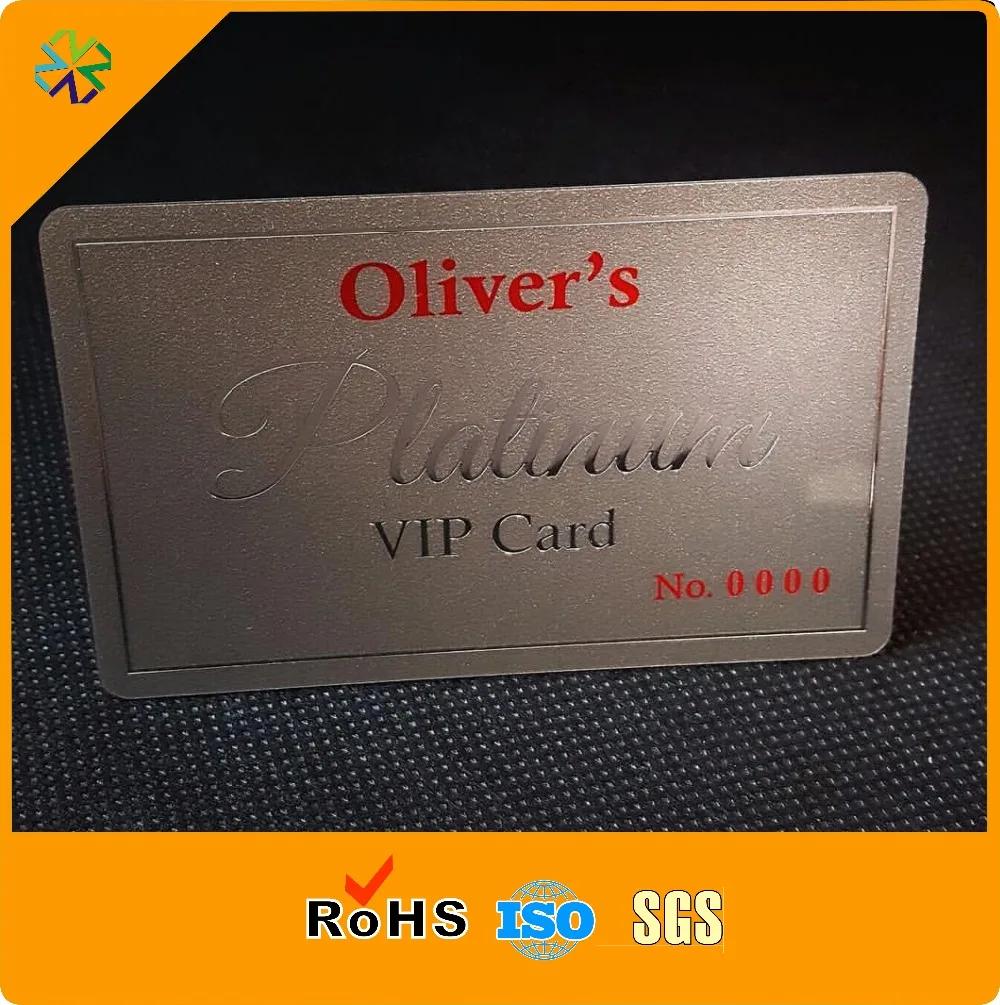 Oliver's
Platinum
VIP Card
No. 0000
RoHS ISO SGS